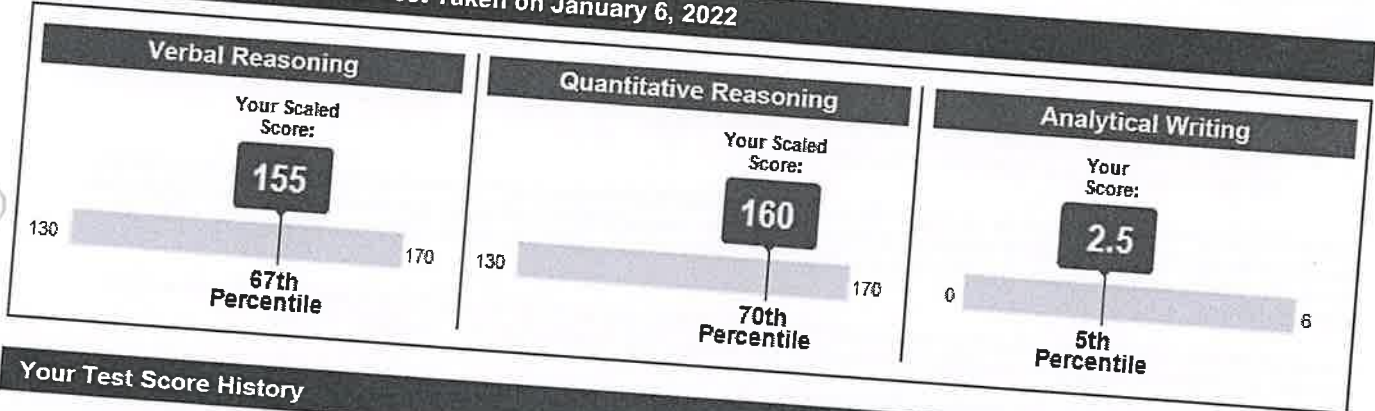 Taken on January 6, 2022
Verbal Reasoning
Your Scaled
Score:
155
130
170
67th
Percentile
Quantitative Reasoning
Your Scaled
Score:
160
130
170
70th
Percentile
Analytical Writing
Your
Score:
2.5
0
6
5th
Percentile
Your Test Score History